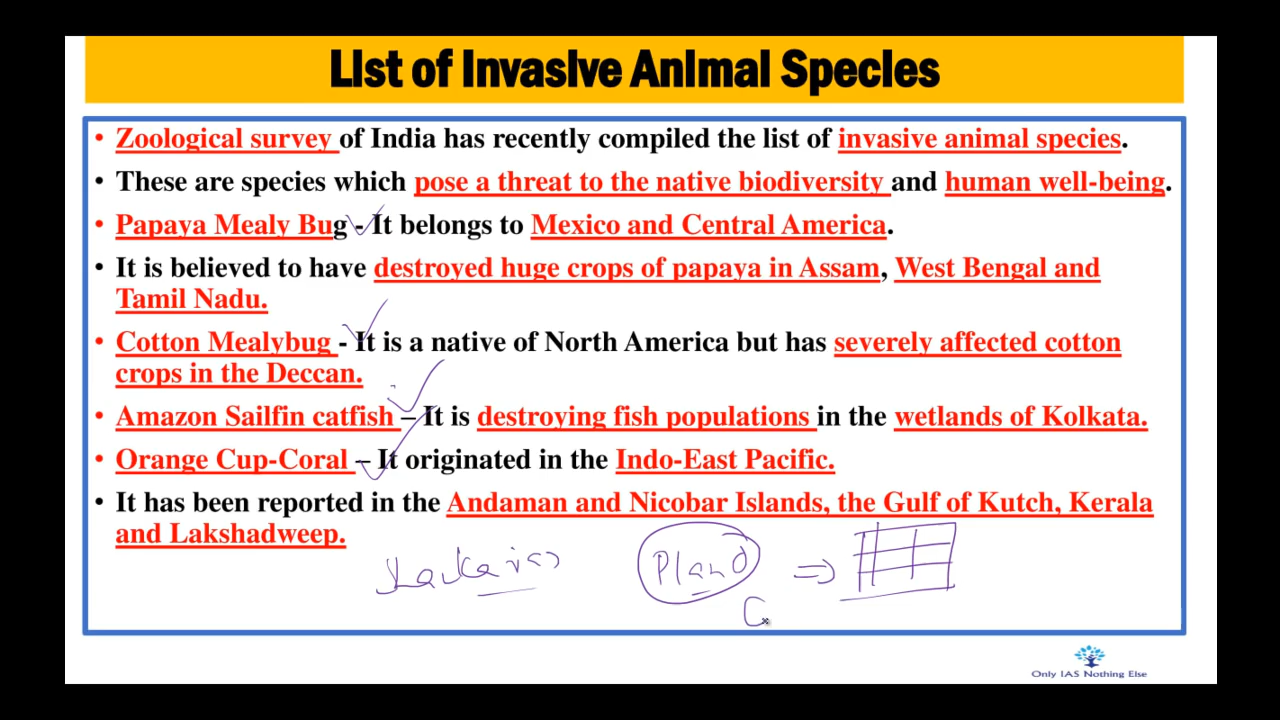 List of Invasive Animal Species
• Zoological survey of India has recently compiled the list of invasive animal species.
• These are species which pose a threat to the native biodiversity and human well-being.
• Papaya Mealy Bug - It belongs to Mexico and Central America.
• It is believed to have destroyed huge crops of papaya in Assam, West Bengal and
Tamil Nadu.
• Cotton Mealybug - It is a native of North America but has severely affected cotton
crops in the Deccan.
• Amazon Sailfin catfish – It is destroying fish populations in the wetlands of Kolkata.
• Orange Cup-Coral – It originated in the Indo-East Pacific.
• It has been reported in the Andaman and Nicobar Islands, the Gulf of Kutch, Kerala
and Lakshadweep.
Only IAS Nothing Else